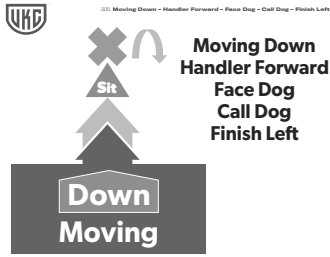 UKC
306. Moving Down – Handler Forward – Face Dog – Call Dog – Finish Left
Moving Down
Handler Forward
Face Dog
Call Dog
Finish Left
Sit
Down
Moving